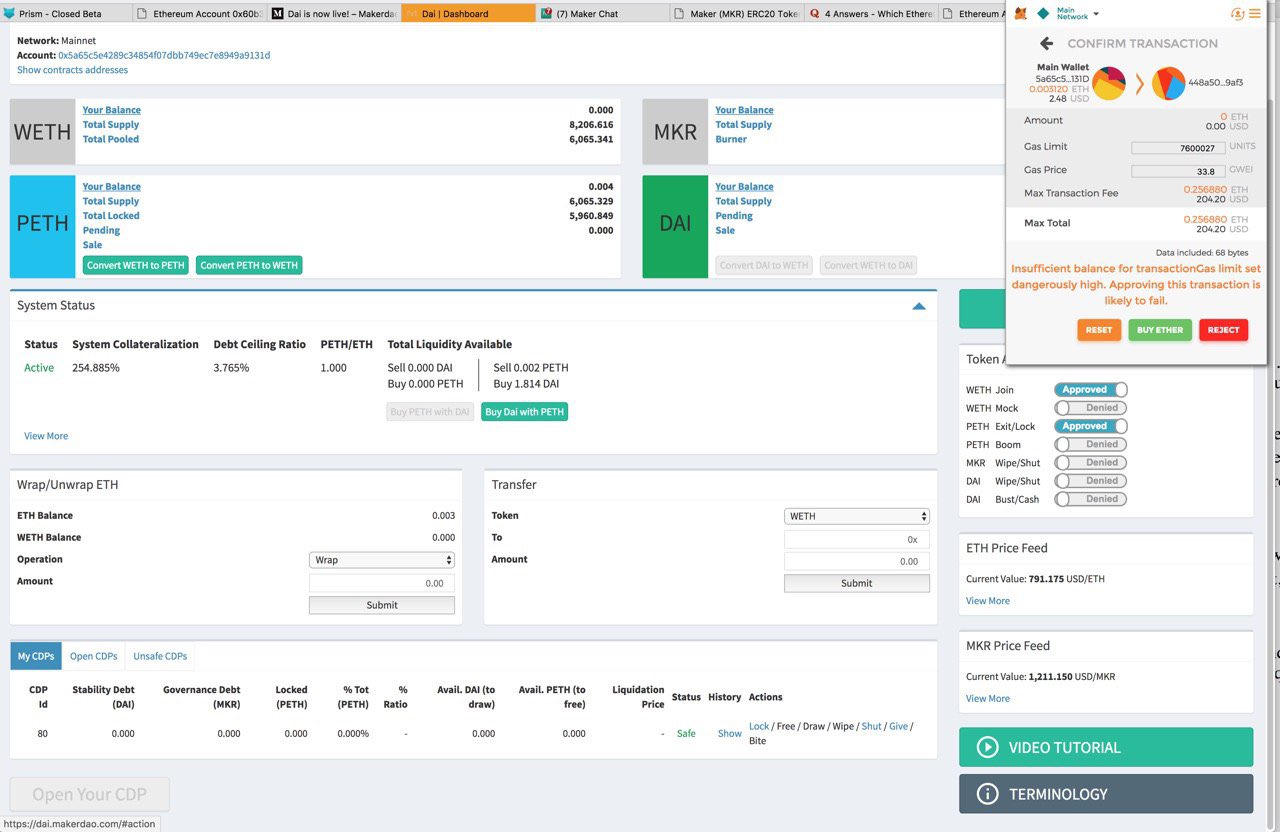 Prism - Closed Beta
Ethereum Account 0x60b3
Dai is now live! – Makerdao
Dai | Dashboard
(7) Maker Chat
Maker (MKR) ERC20 Toke
4 Answers - Which Ethere
Ethereum A
Network: Mainnet
Account: 0x5a65c5e4289c34854f07dbb749ec7e8949a9131d
Show contracts addresses
WETH
Your Balance 0.000
Total Supply 8,206.616
Total Pooled 6,065.341
MKR
Your Balance
Total Supply
Burner
PETH
Your Balance 0.004
Total Supply 6,065.329
Total Locked 5,960.849
Pending 0.000
Sale
Convert WETH to PETH Convert PETH to WETH
DAI
Your Balance
Total Supply
Pending
Sale
Convert DAI to WETH Convert WETH to DAI
Main Network
CONFIRM TRANSACTION
Main Wallet
5a65c5...131D
0.003120 ETH
2.48 USD
448a50...9af3
Amount 0 ETH
0.00 USD
Gas Limit 7600027 UNITS
Gas Price 33.8 GWEI
Max Transaction Fee 0.256880 ETH
204.20 USD
Max Total 0.256880 ETH
204.20 USD
Data included: 68 bytes
Insufficient balance for transactionGas limit set
dangerously high. Approving this transaction is
likely to fail.
RESET BUY ETHER REJECT
System Status
Status System Collateralization Debt Ceiling Ratio PETH/ETH Total Liquidity Available
Active 254.885% 3.765% 1.000 Sell 0.000 DAI Sell 0.002 PETH
Buy 0.000 PETH Buy 1.814 DAI
Buy PETH with DAI Buy Dai with PETH
View More
Token A
WETH Join Approved
WETH Mock Denied
PETH Exit/Lock Approved
PETH Boom Denied
MKR Wipe/Shut Denied
DAI Wipe/Shut Denied
DAI Bust/Cash Denied
Wrap/Unwrap ETH
ETH Balance 0.003
WETH Balance 0.000
Operation Wrap
Amount 0.00
Submit
Transfer
Token WETH
To 0x
Amount 0.00
Submit
ETH Price Feed
Current Value: 791.175 USD/ETH
View More
MKR Price Feed
Current Value: 1,211.150 USD/MKR
View More
My CDPs Open CDPs Unsafe CDPs
CDP Id Stability Debt (DAI) Governance Debt (MKR) Locked (PETH) % Tot (PETH) % Ratio Avail. DAI (to draw) Avail. PETH (to free) Liquidation Price Status History Actions
80 0.000 0.000 0.000 0.000% - 0.000 0.000 - Safe Show Lock / Free / Draw / Wipe / Shut / Give /
Bite
VIDEO TUTORIAL
TERMINOLOGY
Open Your CDP
https://dai.makerdao.com/#action